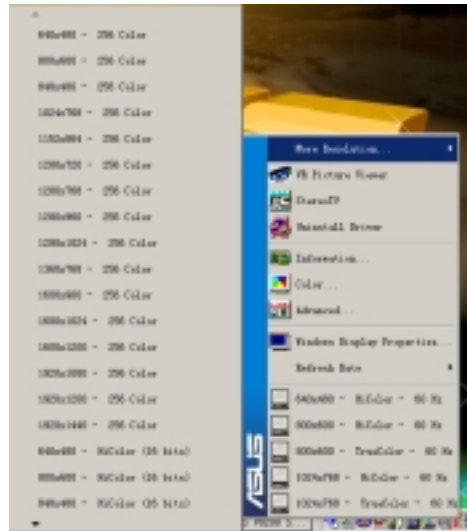 640x480 - 256 Color
800x600 - 256 Color
848x480 - 256 Color
1024x768 - 256 Color
1152x864 - 256 Color
1280x720 - 256 Color
1280x768 - 256 Color
1280x960 - 256 Color
1280x1024 - 256 Color
1360x768 - 256 Color
1600x900 - 256 Color
1600x1024 - 256 Color
1600x1200 - 256 Color
1920x1080 - 256 Color
1920x1200 - 256 Color
1920x1440 - 256 Color
640x480 - HiColor (16 bits)
800x600 - HiColor (16 bits)
848x480 - HiColor (16 bits)
More Resolution...
VR Picture Viewer
StereoTV
Uninstall Driver
Information...
Color...
Advanced...
Windows Display Properties...
Refresh Rate
640x480 - HiColor - 60 Hz
800x600 - HiColor - 60 Hz
800x600 - TrueColor - 60 Hz
1024x768 - HiColor - 60 Hz
1024x768 - TrueColor - 60 Hz
ASUS